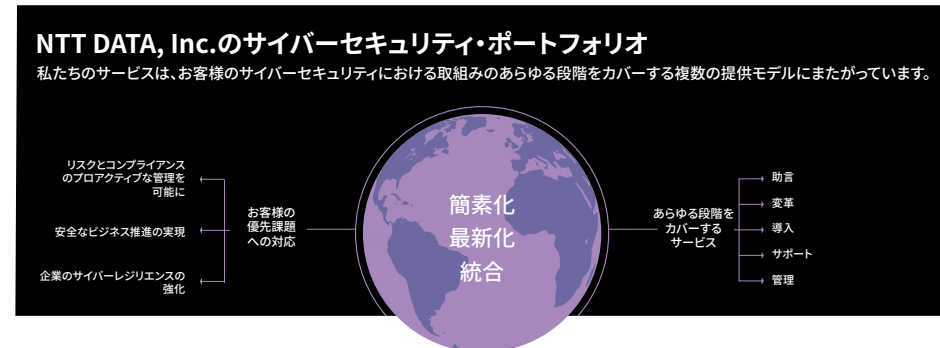 NTT DATA, Inc.のサイバーセキュリティ・ポートフォリオ
私たちのサービスは、お客様のサイバーセキュリティにおける取組みのあらゆる段階をカバーする複数の提供モデルにまたがっています。
リスクとコンプライアンス
のプロアクティブな管理を
可能に
安全なビジネス推進の実現
企業のサイバーレジリエンスの
強化
お客様の
優先課題
への対応
簡素化
最新化
統合
あらゆる段階を
カバーする
サービス
助言
変革
導入
サポート
管理